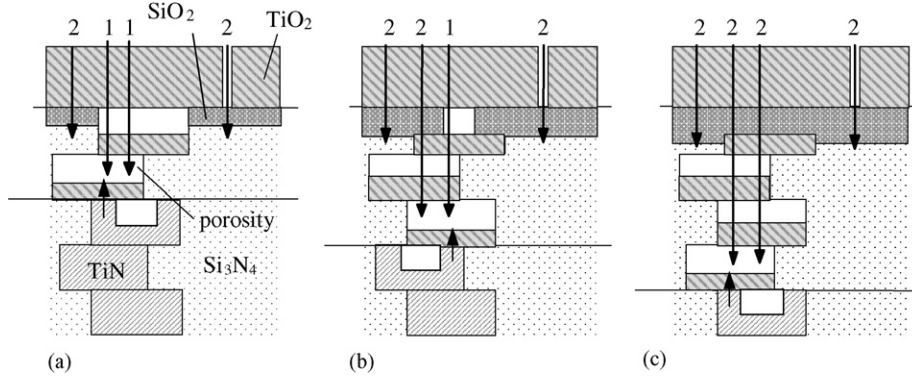 2 1 1 SiO₂ 2 TiO₂
2 2 1 2
2 2 2 2
porosity
TiN
Si₃N₄
(a)
(b)
(c)